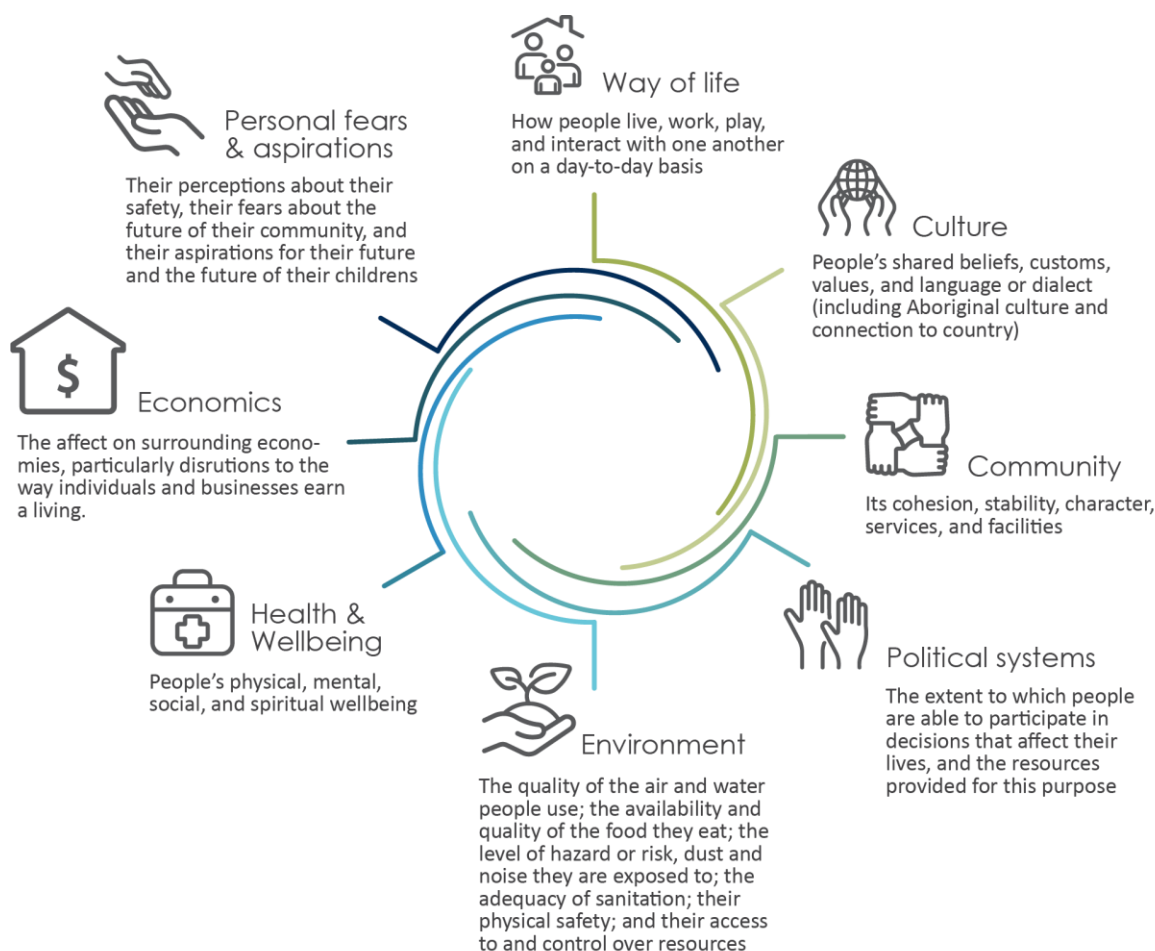 Way of life
How people live, work, play,
and interact with one another
on a day-to-day basis
Culture
People’s shared beliefs, customs,
values, and language or dialect
(including Aboriginal culture and
connection to country)
Community
Its cohesion, stability, character,
services, and facilities
Political systems
The extent to which people
are able to participate in
decisions that affect their
lives, and the resources
provided for this purpose
Environment
The quality of the air and water
people use; the availability and
quality of the food they eat; the
level of hazard or risk, dust and
noise they are exposed to; the
adequacy of sanitation; their
physical safety; and their access
to and control over resources
Health &
Wellbeing
People’s physical, mental,
social, and spiritual wellbeing
$
Economics
The affect on surrounding econo-
mies, particularly disrutions to the
way individuals and businesses earn
a living.
Personal fears
& aspirations
Their perceptions about their
safety, their fears about the
future of their community, and
their aspirations for their future
and the future of their childrens